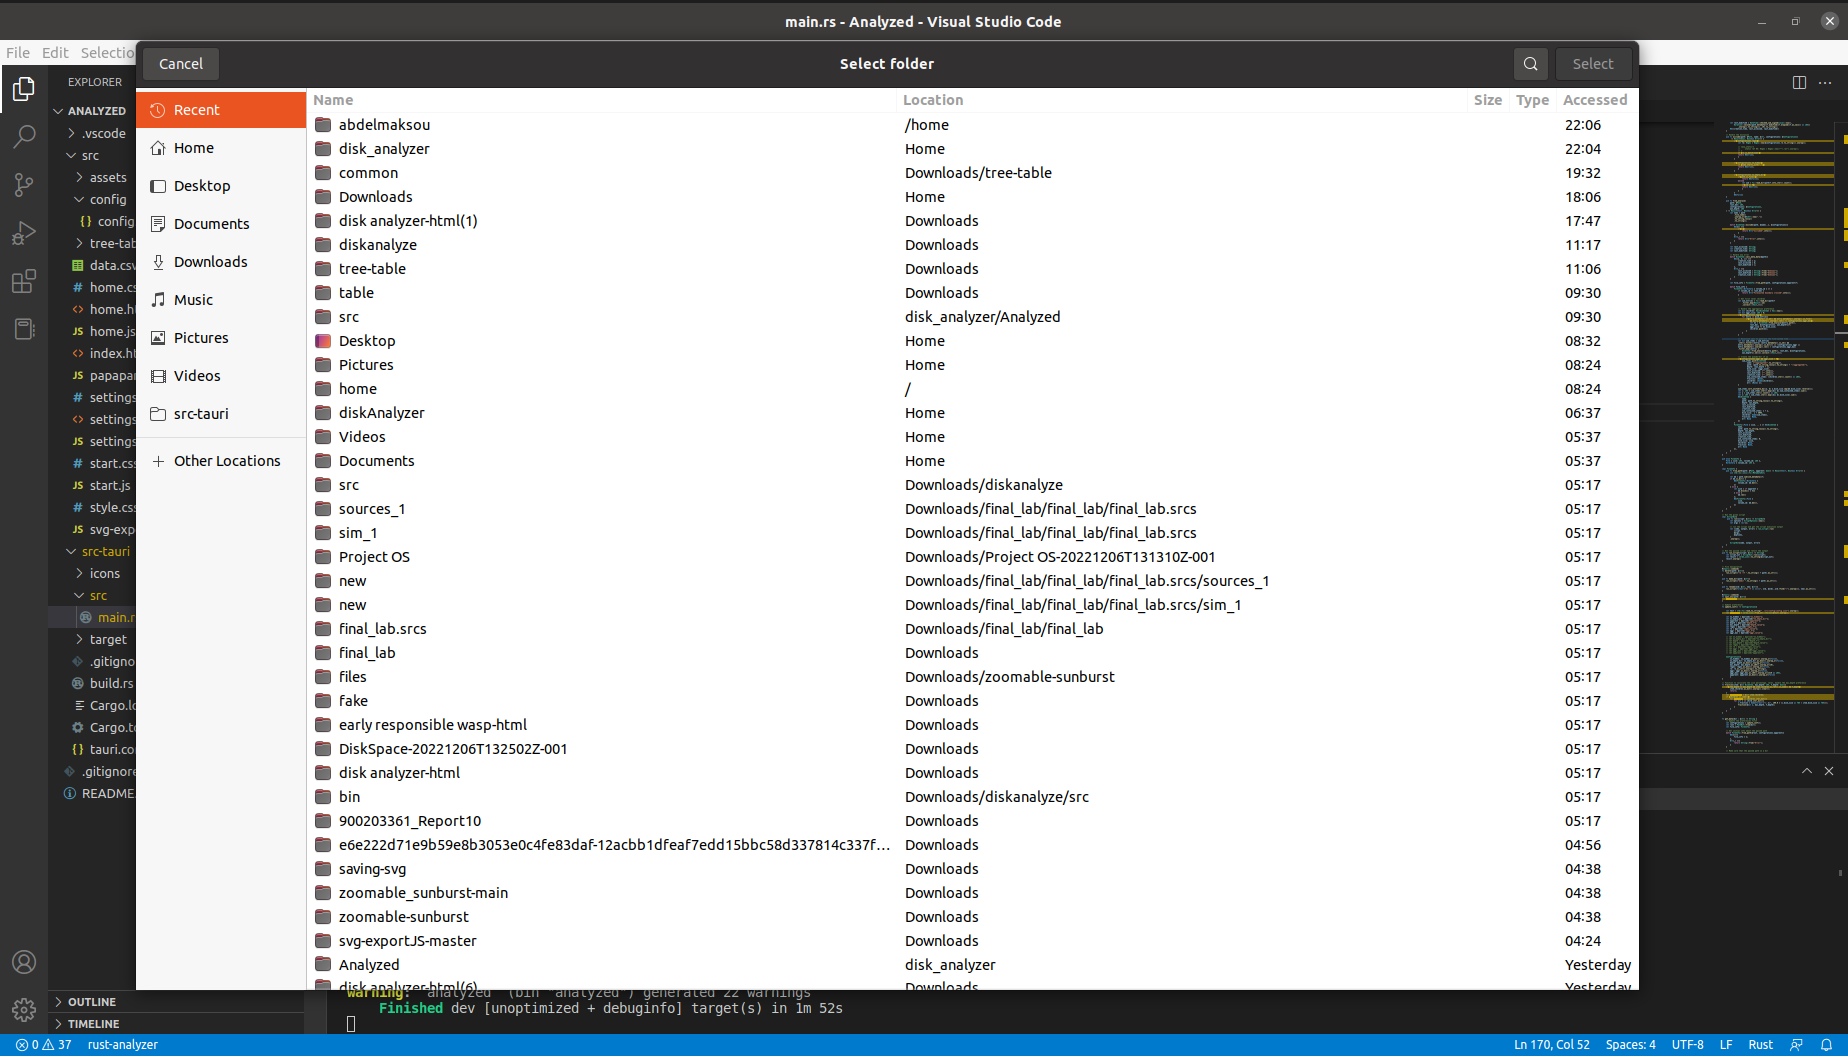 main.rs - Analyzed - Visual Studio Code
File Edit Selectio
Cancel Select folder Select
EXPLORER
ANALYZED
.vscode
src
assets
config
config
tree-tab
data.csv
home.cs
home.ht
home.js
index.ht
papapar
settings
settings
settings
start.css
start.js
style.css
svg-expo
src-tauri
icons
src
main.rs
target
.gitigno
build.rs
Cargo.lo
Cargo.to
tauri.co
.gitignore
README.
OUTLINE
TIMELINE
Recent
Home
Desktop
Documents
Downloads
Music
Pictures
Videos
src-tauri
Other Locations
Name Location Size Type Accessed
abdelmaksou /home 22:06
disk_analyzer Home 22:04
common Downloads/tree-table 19:32
Downloads Home 18:06
disk analyzer-html(1) Downloads 17:47
diskanalyze Downloads 11:17
tree-table Downloads 11:06
table Downloads 09:30
src disk_analyzer/Analyzed 09:30
Desktop Home 08:32
Pictures Home 08:24
home / 08:24
diskAnalyzer Home 06:37
Videos Home 05:37
Documents Home 05:37
src Downloads/diskanalyze 05:17
sources_1 Downloads/final_lab/final_lab/final_lab.srcs 05:17
sim_1 Downloads/final_lab/final_lab/final_lab.srcs 05:17
Project OS Downloads/Project OS-20221206T131310Z-001 05:17
new Downloads/final_lab/final_lab/final_lab.srcs/sources_1 05:17
new Downloads/final_lab/final_lab/final_lab.srcs/sim_1 05:17
final_lab.srcs Downloads/final_lab/final_lab 05:17
final_lab Downloads 05:17
files Downloads/zoomable-sunburst 05:17
fake Downloads 05:17
early responsible wasp-html Downloads 05:17
DiskSpace-20221206T132502Z-001 Downloads 05:17
disk analyzer-html Downloads 05:17
bin Downloads/diskanalyze/src 05:17
900203361_Report10 Downloads 05:17
e6e222d71e9b59e8b3053e0c4fe83daf-12acbb1dfeaf7edd15bbc58d337814c337f… Downloads 04:56
saving-svg Downloads 04:38
zoomable_sunburst-main Downloads 04:38
zoomable-sunburst Downloads 04:38
svg-exportJS-master Downloads 04:24
Analyzed disk_analyzer Yesterday
disk analyzer-html(6) Downloads Yesterday
warning: `analyzed` (bin "analyzed") generated 22 warnings
Finished dev [unoptimized + debuginfo] target(s) in 1m 52s
0 37 rust-analyzer Ln 170, Col 52 Spaces: 4 UTF-8 LF Rust